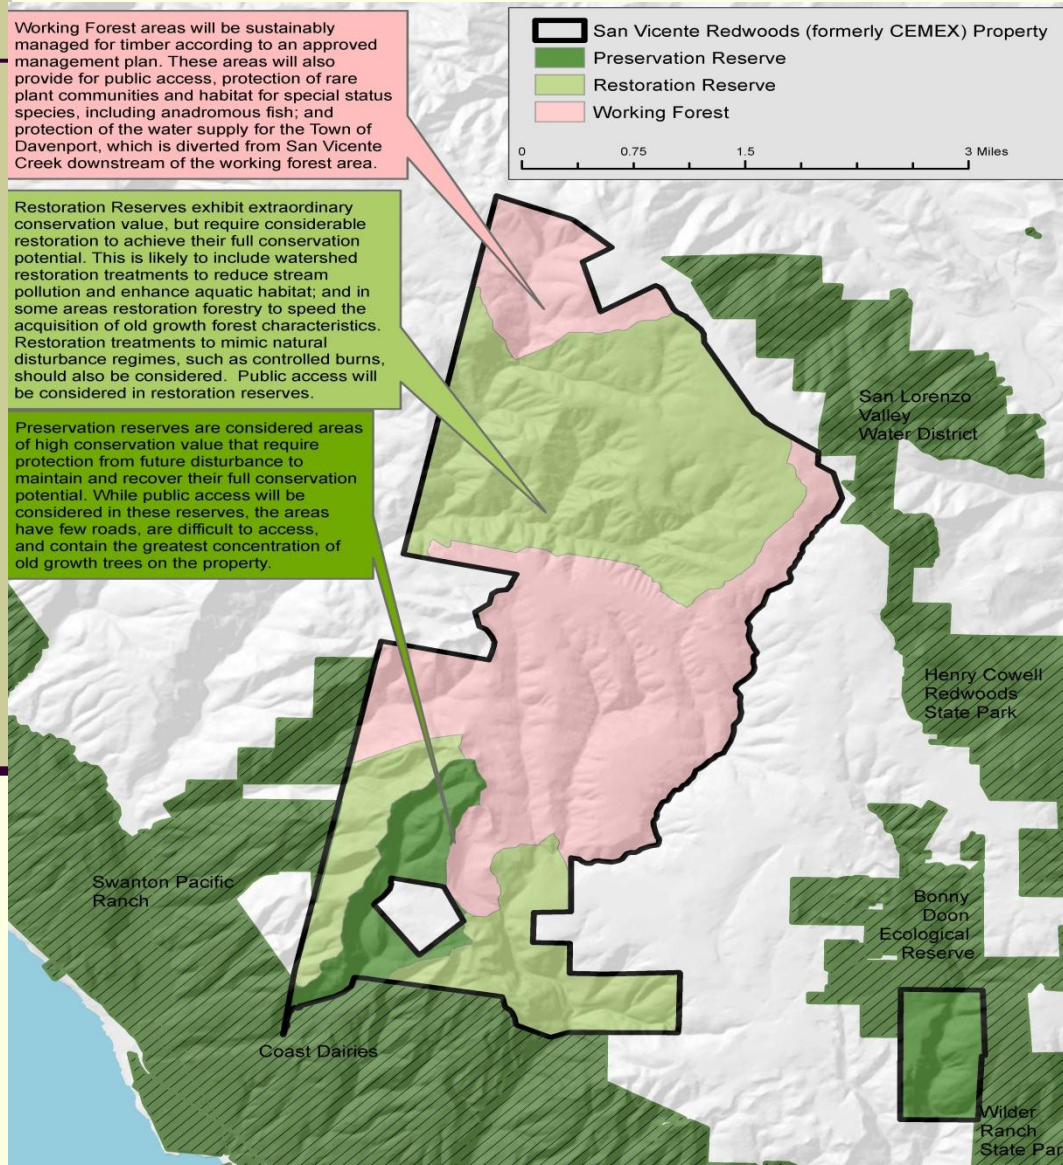 Working Forest areas will be sustainably
managed for timber according to an approved
management plan. These areas will also
provide for public access, protection of rare
plant communities and habitat for special status
species, including anadromous fish; and
protection of the water supply for the Town of
Davenport, which is diverted from San Vicente
Creek downstream of the working forest area.
Restoration Reserves exhibit extraordinary
conservation value, but require considerable
restoration to achieve their full conservation
potential. This is likely to include watershed
restoration treatments to reduce stream
pollution and enhance aquatic habitat; and in
some areas restoration forestry to speed the
acquisition of old growth forest characteristics.
Restoration treatments to mimic natural
disturbance regimes, such as controlled burns,
should also be considered. Public access will
be considered in restoration reserves.
Preservation reserves are considered areas
of high conservation value that require
protection from future disturbance to
maintain and recover their full conservation
potential. While public access will be
considered in these reserves, the areas
have few roads, are difficult to access,
and contain the greatest concentration of
old growth trees on the property.
San Vicente Redwoods (formerly CEMEX) Property
Preservation Reserve
Restoration Reserve
Working Forest
0 0.75 1.5 3 Miles
San Lorenzo
Valley
Water District
Henry Cowell
Redwoods
State Park
Swanton Pacific
Ranch
Bonny
Doon
Ecological
Reserve
Coast Dairies
Wilder
Ranch
State Par